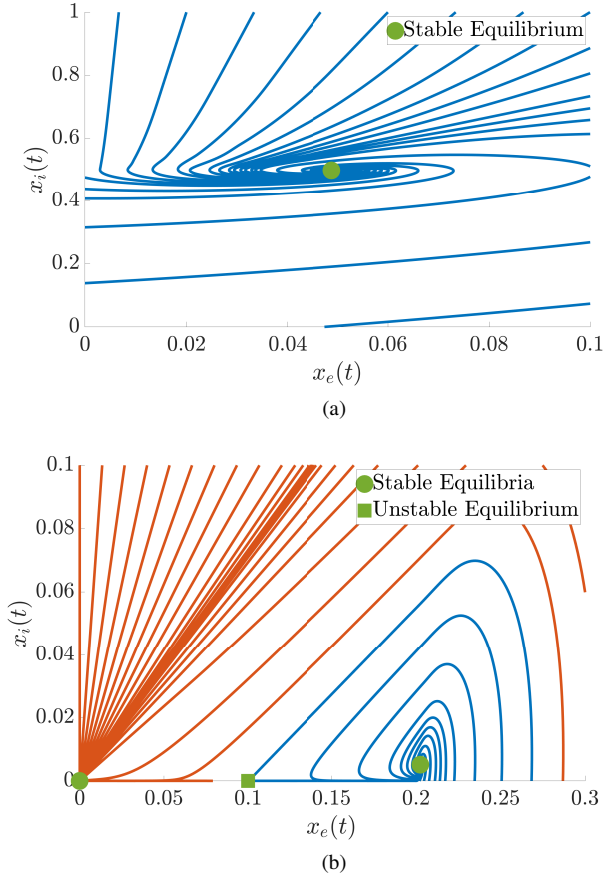 1
Stable Equilibrium
0.8
0.6
x_i(t)
0.4
0.2
0
0 0.02 0.04 0.06 0.08 0.1
x_e(t)
(a)
0.1
Stable Equilibria
Unstable Equilibrium
0.08
0.06
x_i(t)
0.04
0.02
0
0 0.05 0.1 0.15 0.2 0.25 0.3
x_e(t)
(b)